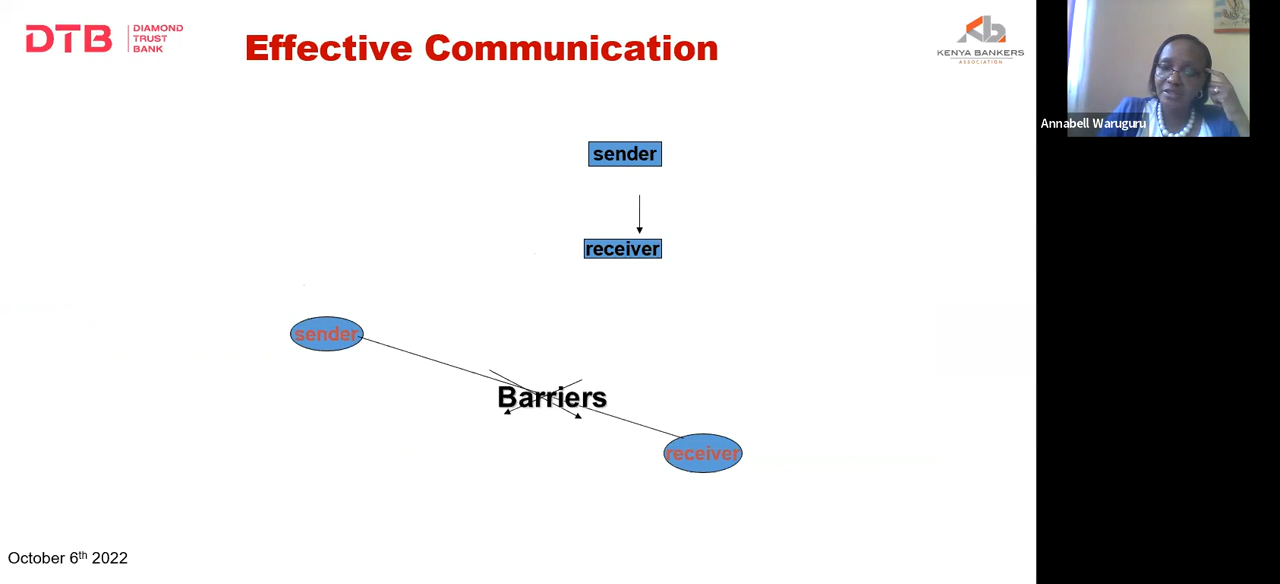 DTB
DIAMOND
TRUST
BANK
Effective Communication
KENYA BANKERS
ASSOCIATION
Annabell Waruguru
sender
receiver
sender
Barriers
receiver
October 6th 2022